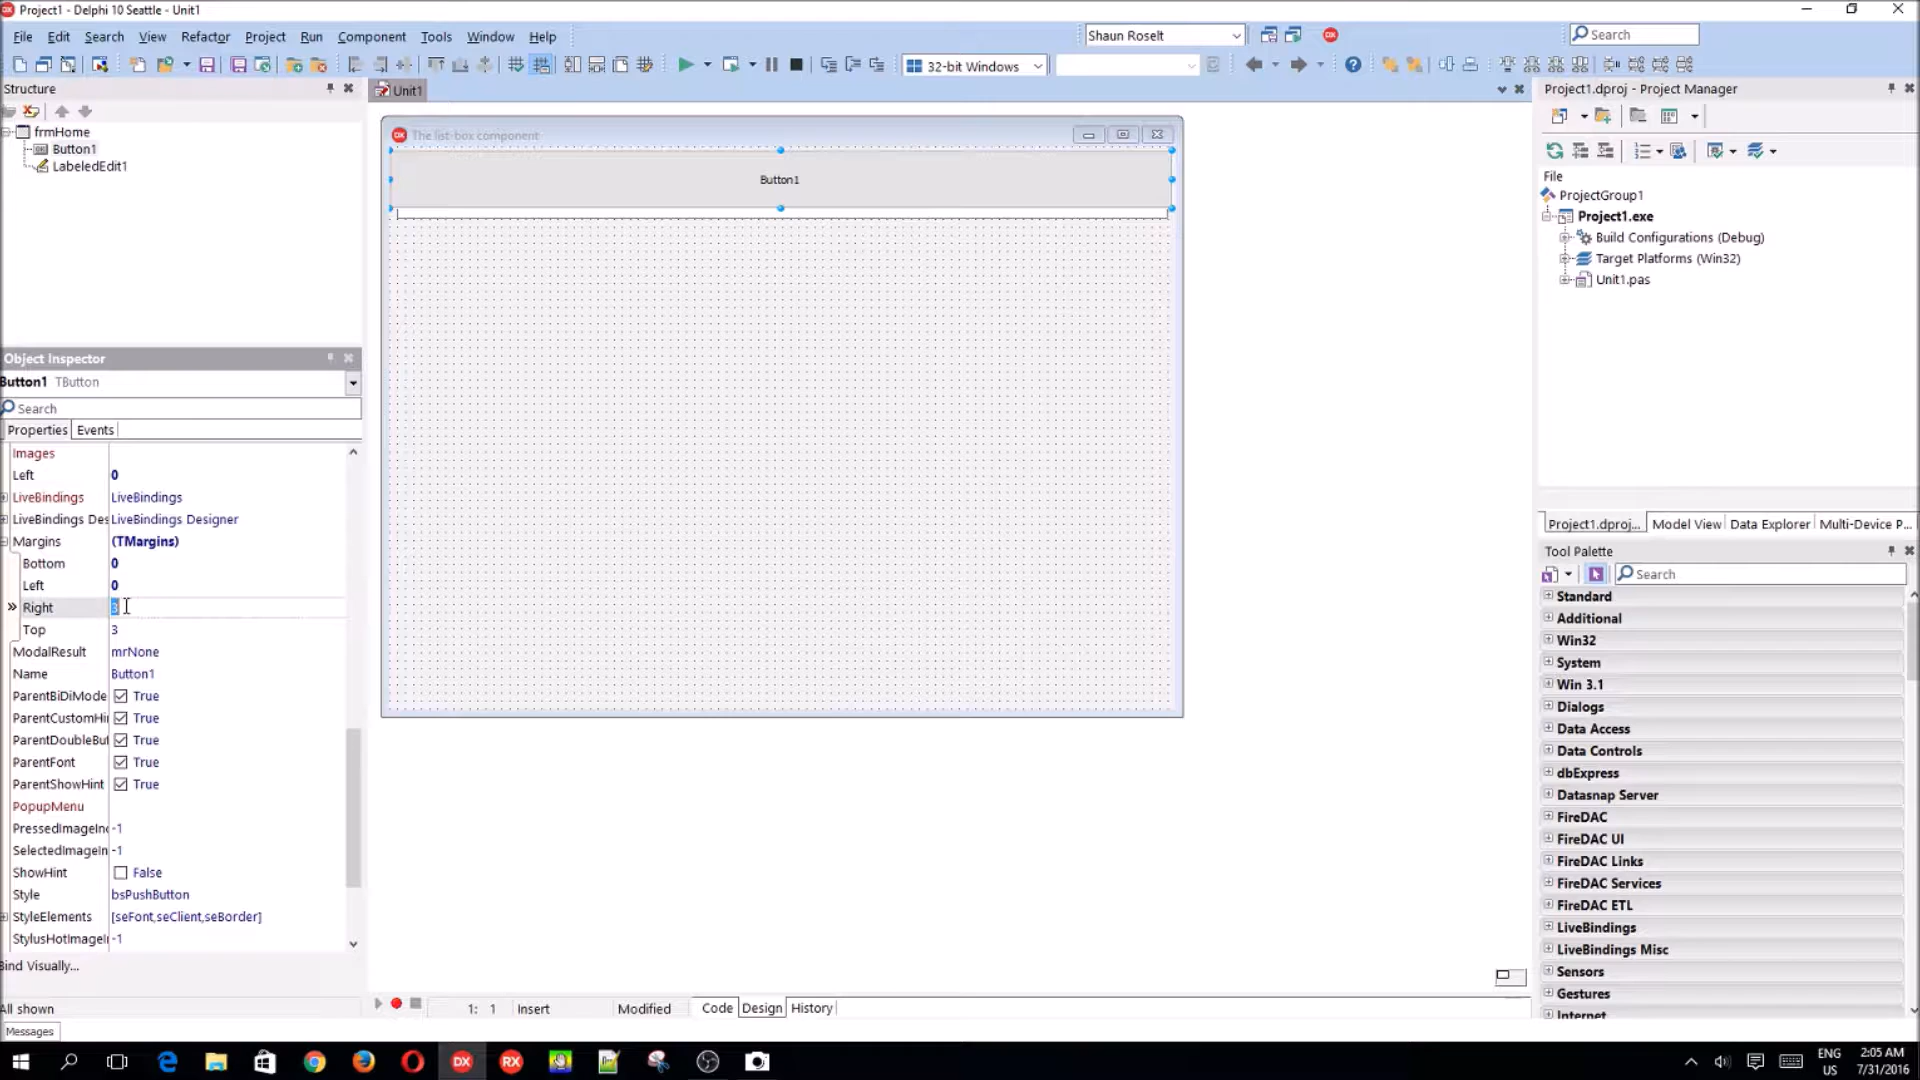 Project1 - Delphi 10 Seattle - Unit1
File Edit Search View Refactor Project Run Component Tools Window Help
Shaun Roselt
Search
32-bit Windows
Structure
Unit1
Project1.dproj - Project Manager
frmHome
Button1
LabeledEdit1
The list-box component
Button1
File
ProjectGroup1
Project1.exe
Build Configurations (Debug)
Target Platforms (Win32)
Unit1.pas
Object Inspector
Button1 TButton
Search
Properties Events
Images
Left 0
LiveBindings LiveBindings
LiveBindings Des LiveBindings Designer
Margins (TMargins)
Bottom 0
Left 0
Right 3
Top 3
ModalResult mrNone
Name Button1
ParentBiDiMode True
ParentCustomHi True
ParentDoubleBuf True
ParentFont True
ParentShowHint True
PopupMenu
PressedImageIn -1
SelectedImageIn -1
ShowHint False
Style bsPushButton
StyleElements [seFont,seClient,seBorder]
StylusHotImageI -1
Bind Visually...
All shown
Project1.dproj... Model View Data Explorer Multi-Device P...
Tool Palette
Search
Standard
Additional
Win32
System
Win 3.1
Dialogs
Data Access
Data Controls
dbExpress
Datasnap Server
FireDAC
FireDAC UI
FireDAC Links
FireDAC Services
FireDAC ETL
LiveBindings
LiveBindings Misc
Sensors
Gestures
Internet
1: 1 Insert Modified Code Design History
Messages
DX RX
ENG
US
2:05 AM
7/31/2016